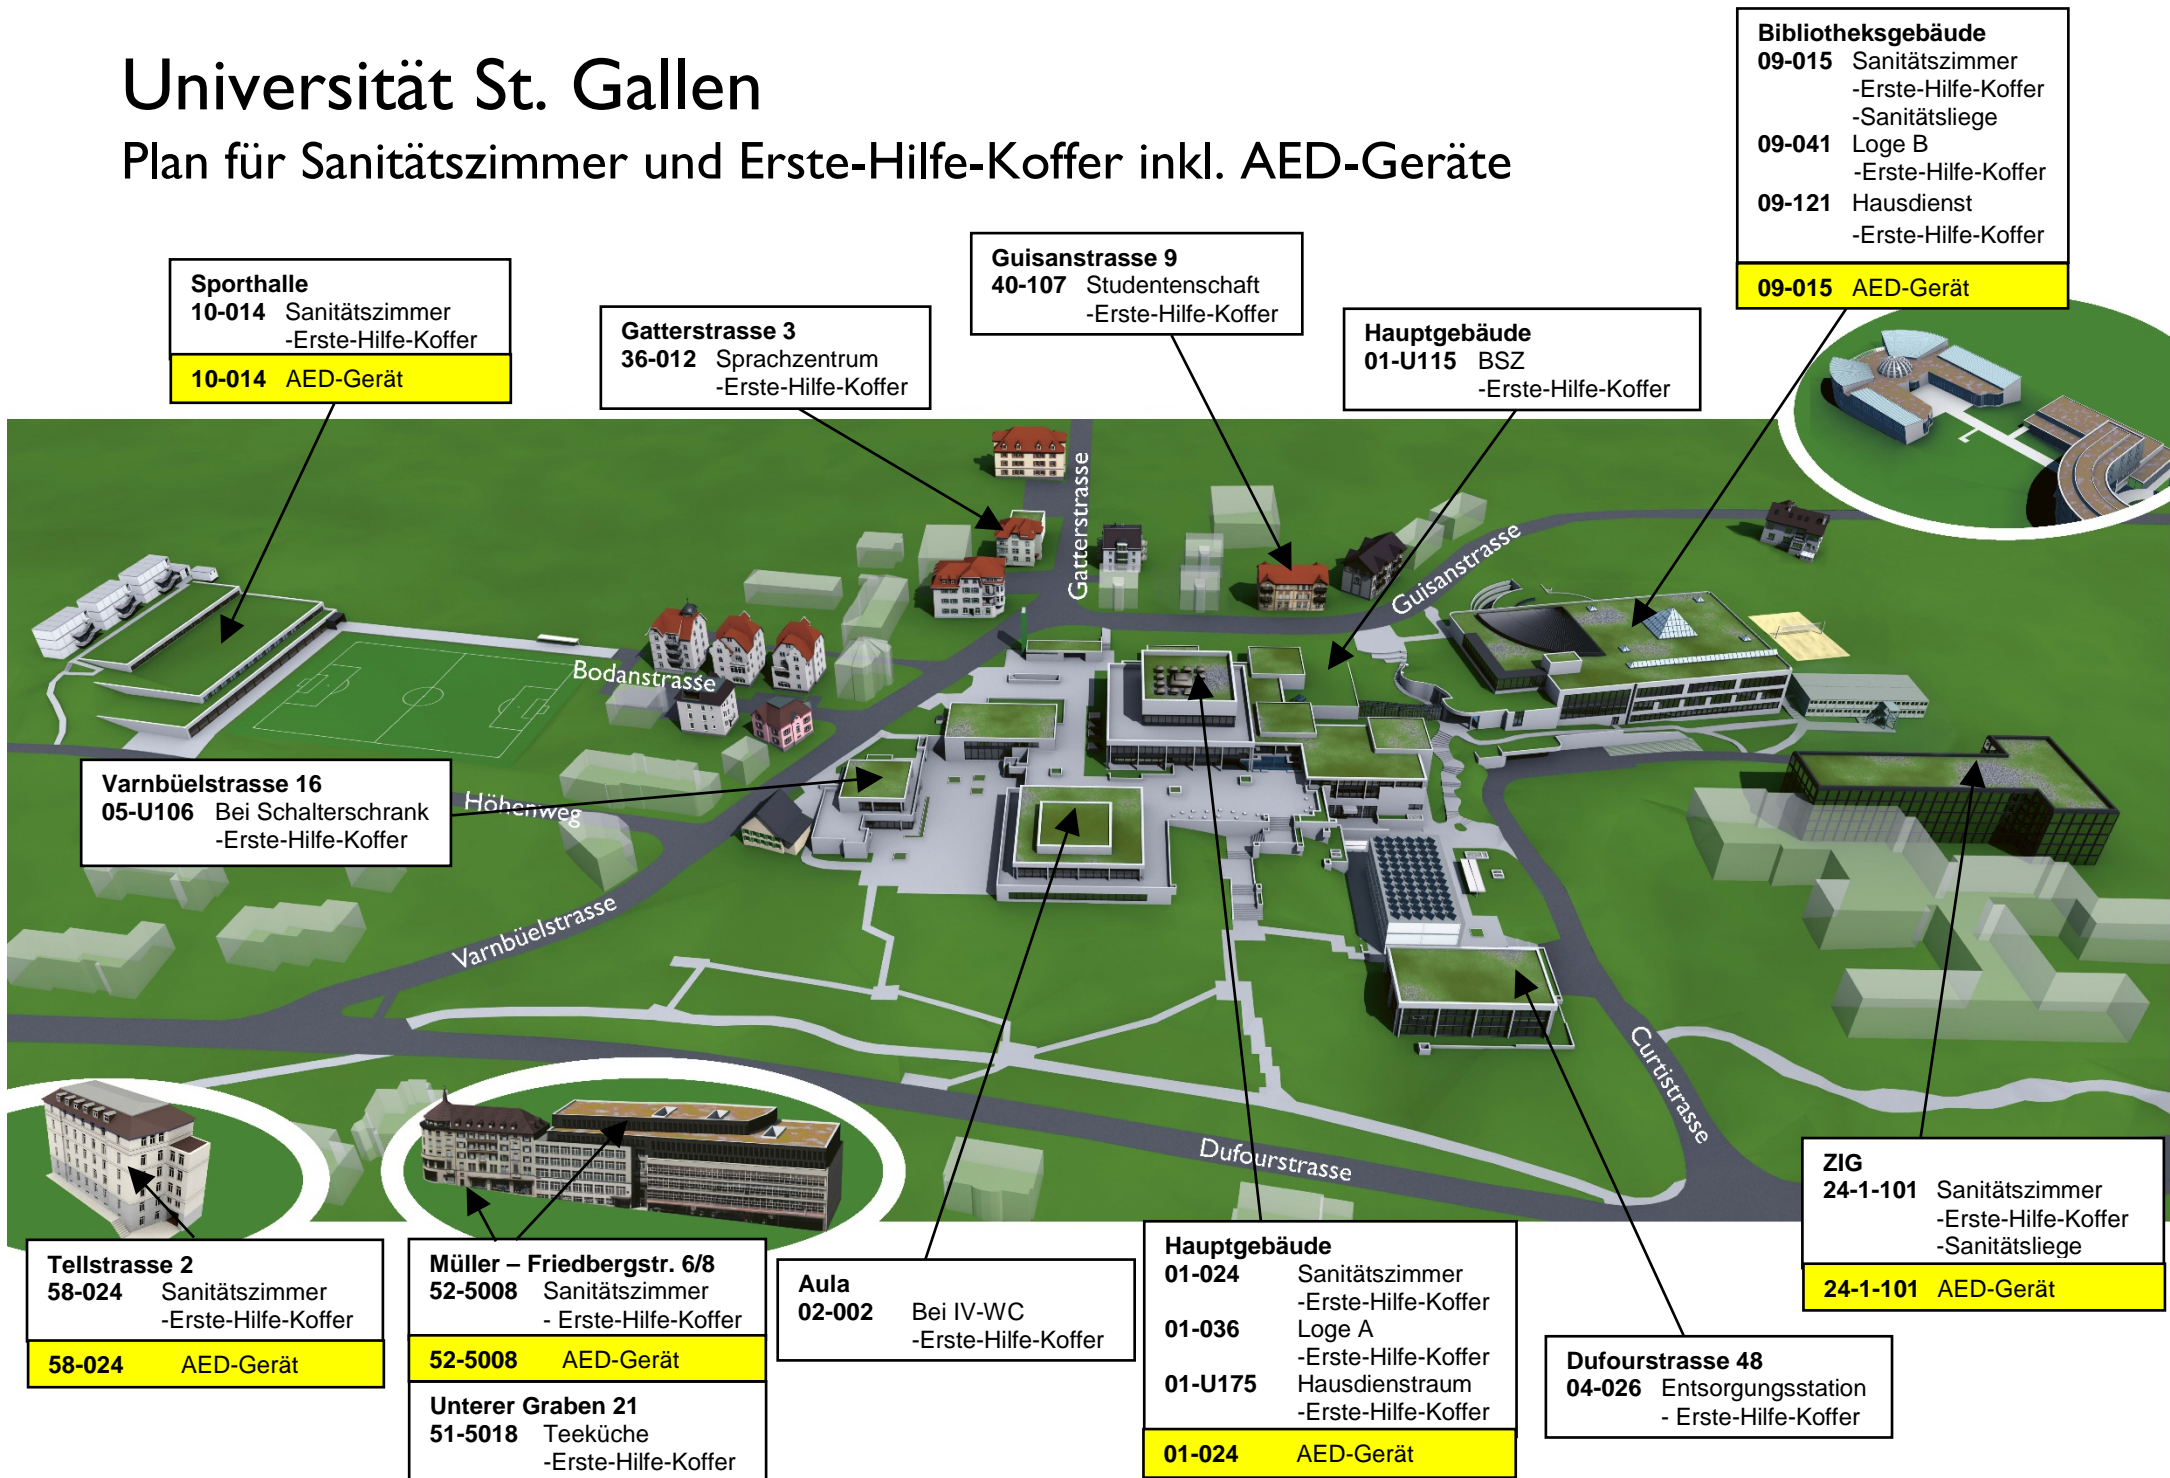 Universität St. Gallen
Plan für Sanitätszimmer und Erste-Hilfe-Koffer inkl. AED-Geräte
Bibliotheksgebäude
09-015 Sanitätszimmer
-Erste-Hilfe-Koffer
-Sanitätsliege
09-041 Loge B
-Erste-Hilfe-Koffer
09-121 Hausdienst
-Erste-Hilfe-Koffer
09-015 AED-Gerät
Sporthalle
10-014 Sanitätszimmer
-Erste-Hilfe-Koffer
10-014 AED-Gerät
Gatterstrasse 3
36-012 Sprachzentrum
-Erste-Hilfe-Koffer
Guisanstrasse 9
40-107 Studentenschaft
-Erste-Hilfe-Koffer
Hauptgebäude
01-U115 BSZ
-Erste-Hilfe-Koffer
Gatterstrasse
Guisanstrasse
Bodanstrasse
Varnbüelstrasse 16
05-U106 Bei Schalterschrank
-Erste-Hilfe-Koffer
Höhenweg
Varnbüelstrasse
Curtistrasse
Dufourstrasse
Tellstrasse 2
58-024 Sanitätszimmer
-Erste-Hilfe-Koffer
58-024 AED-Gerät
Müller – Friedbergstr. 6/8
52-5008 Sanitätszimmer
- Erste-Hilfe-Koffer
52-5008 AED-Gerät
Unterer Graben 21
51-5018 Teeküche
-Erste-Hilfe-Koffer
Aula
02-002 Bei IV-WC
-Erste-Hilfe-Koffer
Hauptgebäude
01-024 Sanitätszimmer
-Erste-Hilfe-Koffer
01-036 Loge A
-Erste-Hilfe-Koffer
01-U175 Hausdienstraum
-Erste-Hilfe-Koffer
01-024 AED-Gerät
Dufourstrasse 48
04-026 Entsorgungsstation
- Erste-Hilfe-Koffer
ZIG
24-1-101 Sanitätszimmer
-Erste-Hilfe-Koffer
-Sanitätsliege
24-1-101 AED-Gerät